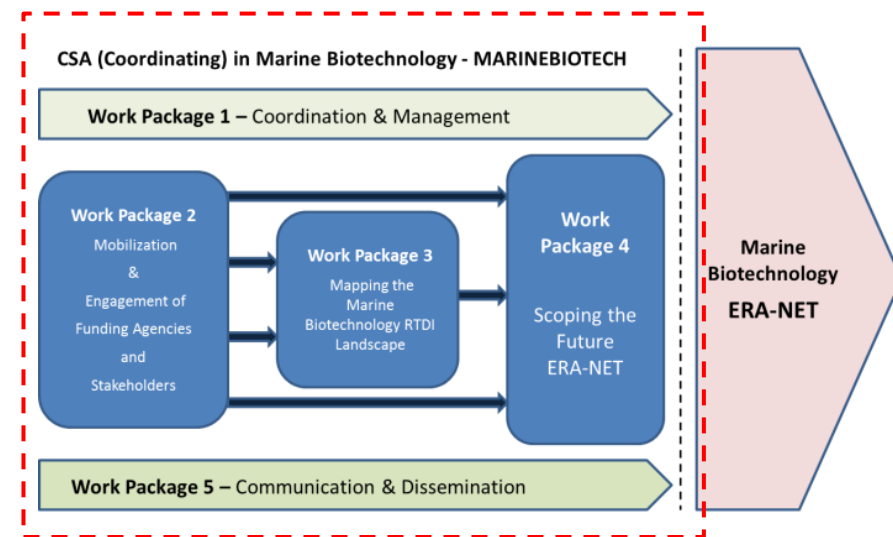 CSA (Coordinating) in Marine Biotechnology - MARINEBIOTECH
Work Package 1 – Coordination & Management
Work Package 2
Mobilization
&
Engagement of
Funding Agencies
and
Stakeholders
Work Package 3
Mapping the
Marine
Biotechnology RTDI
Landscape
Work
Package 4
Scoping the
Future
ERA-NET
Marine
Biotechnology
ERA-NET
Work Package 5 – Communication & Dissemination